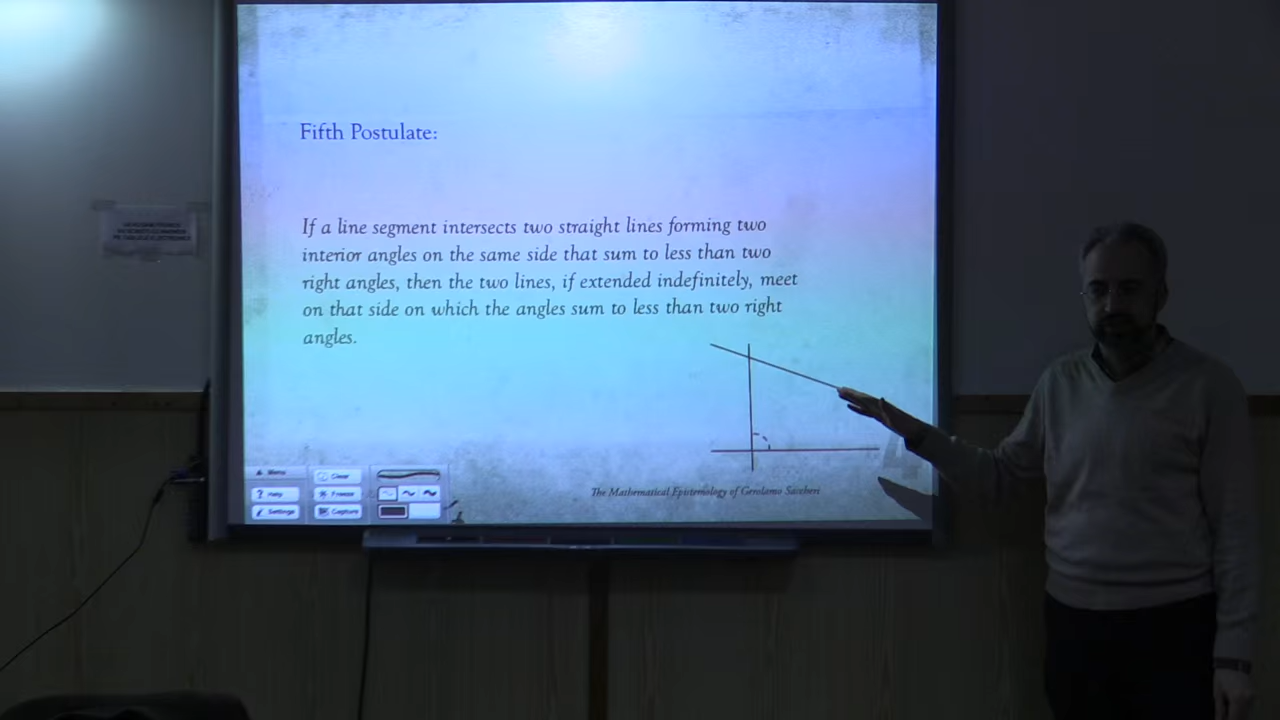 Fifth Postulate:
If a line segment intersects two straight lines forming two
interior angles on the same side that sum to less than two
right angles, then the two lines, if extended indefinitely, meet
on that side on which the angles sum to less than two right
angles.
The Mathematical Epistemology of Gerolamo Saccheri
Menu
Clear
? Help
Freeze
Settings
Capture